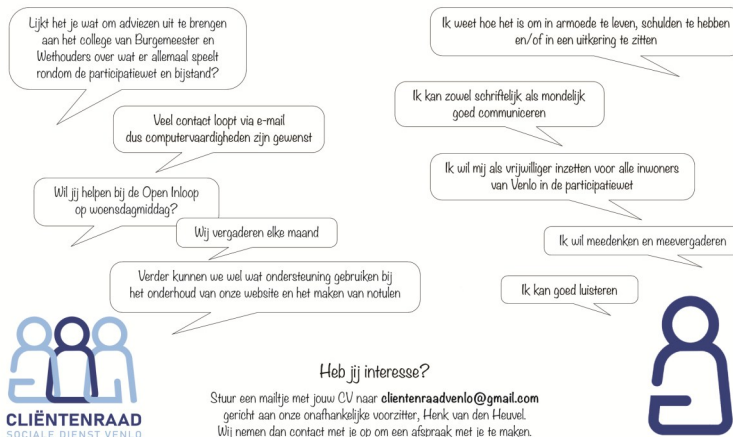 Lijkt het je wat om adviezen uit te brengen
aan het college van Burgemeester en
Wethouders over wat er allemaal speelt
rondom de participatiewet en bijstand?
Veel contact loopt via e-mail
dus computervaardigheden zijn gewenst
Wil jij helpen bij de Open Inloop
op woensdagmiddag?
Wij vergaderen elke maand
Verder kunnen we wel wat ondersteuning gebruiken bij
het onderhoud van onze website en het maken van notulen
Ik weet hoe het is om in armoede te leven, schulden te hebben
en/of in een uitkering te zitten
Ik kan zowel schriftelijk als mondelijk
goed communiceren
Ik wil mij als vrijwilliger inzetten voor alle inwoners
van Venlo in de participatiewet
Ik wil meedenken en meevergaderen
Ik kan goed luisteren
CLIËNTENRAAD
SOCIALE DIENST VENLO
Heb jij interesse?
Stuur een mailtje met jouw CV naar clientenraadvenlo@gmail.com
gericht aan onze onafhankelijke voorzitter, Henk van den Heuvel.
Wij nemen dan contact met je op om een afspraak met je te maken.